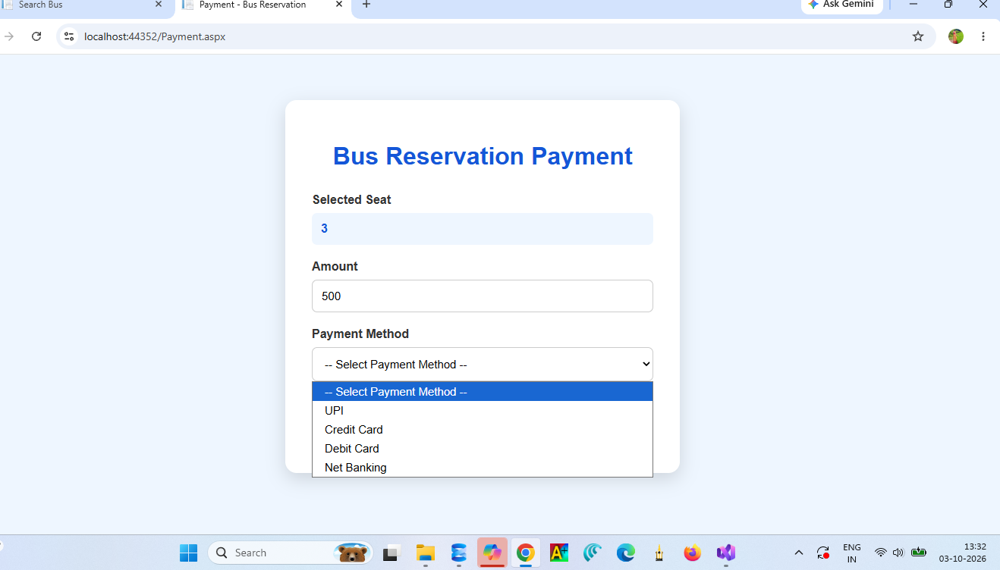 Search Bus
Payment - Bus Reservation
Ask Gemini
localhost:44352/Payment.aspx
Bus Reservation Payment
Selected Seat
3
Amount
500
Payment Method
-- Select Payment Method --
-- Select Payment Method --
UPI
Credit Card
Debit Card
Net Banking
Search
A+
ENG
IN
13:32
03-10-2026